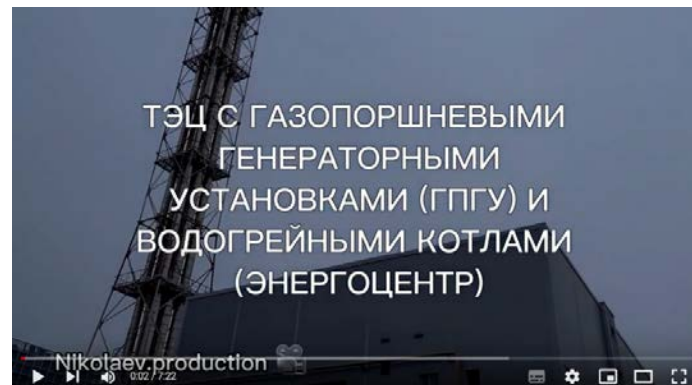 ТЭЦ С ГАЗОПОРШНЕВЫМИ
ГЕНЕРАТОРНЫМИ
УСТАНОВКАМИ (ГПГУ) И
ВОДОГРЕЙНЫМИ КОТЛАМИ
(ЭНЕРГОЦЕНТР)
Nikolaev.production
0:02 / 7:22